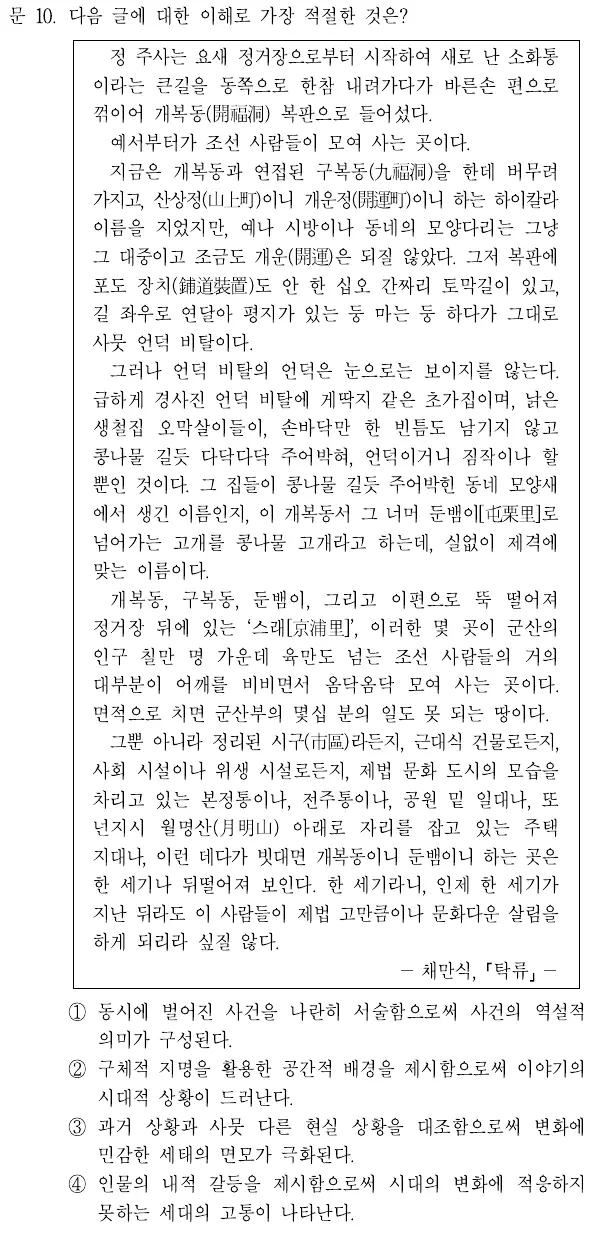 문 10. 다음 글에 대한 이해로 가장 적절한 것은?
정 주사는 요새 정거장으로부터 시작하여 새로 난 소화통
이라는 큰길을 동쪽으로 한참 내려가다가 바른손 편으로
꺾이어 개복동(開福洞) 복판으로 들어섰다.
예서부터가 조선 사람들이 모여 사는 곳이다.
지금은 개복동과 연접된 구복동(九福洞)을 한데 버무려
가지고, 산상정(山上町)이니 개운정(開運町)이니 하는 하이칼라
이름을 지었지만, 예나 시방이나 동네의 모양다리는 그냥
그 대중이고 조금도 개운(開運)은 되질 않았다. 그저 복판에
포도 장치(鋪道裝置)도 안 한 십오 간짜리 토막길이 있고,
길 좌우로 연달아 평지가 있는 둥 마는 둥 하다가 그대로
사뭇 언덕 비탈이다.
그러나 언덕 비탈의 언덕은 눈으로는 보이지를 않는다.
급하게 경사진 언덕 비탈에 게딱지 같은 초가집이며, 낡은
생철집 오막살이들이, 손바닥만 한 빈틈도 남기지 않고
콩나물 길듯 다닥다닥 주어박혀, 언덕이거니 짐작이나 할
뿐인 것이다. 그 집들이 콩나물 길듯 주어박힌 동네 모양새
에서 생긴 이름인지, 이 개복동서 그 너머 둔뱀이[屯栗里]로
넘어가는 고개를 콩나물 고개라고 하는데, 실없이 제격에
맞는 이름이다.
개복동, 구복동, 둔뱀이, 그리고 이편으로 뚝 떨어져
정거장 뒤에 있는 ‘스래[京浦里]’, 이러한 몇 곳이 군산의
인구 칠만 명 가운데 육만도 넘는 조선 사람들의 거의
대부분이 어깨를 비비면서 옴닥옴닥 모여 사는 곳이다.
면적으로 치면 군산부의 몇십 분의 일도 못 되는 땅이다.
그뿐 아니라 정리된 시구(市區)라든지, 근대식 건물로든지,
사회 시설이나 위생 시설로든지, 제법 문화 도시의 모습을
차리고 있는 본정통이나, 전주통이나, 공원 밑 일대나, 또
넌지시 월명산(月明山) 아래로 자리를 잡고 있는 주택
지대나, 이런 데다가 빗대면 개복동이니 둔뱀이니 하는 곳은
한 세기나 뒤떨어져 보인다. 한 세기라니, 인제 한 세기가
지난 뒤라도 이 사람들이 제법 고만큼이나 문화다운 살림을
하게 되리라 싶질 않다.
– 채만식, 「탁류」 –
① 동시에 벌어진 사건을 나란히 서술함으로써 사건의 역설적
의미가 구성된다.
② 구체적 지명을 활용한 공간적 배경을 제시함으로써 이야기의
시대적 상황이 드러난다.
③ 과거 상황과 사뭇 다른 현실 상황을 대조함으로써 변화에
민감한 세태의 면모가 극화된다.
④ 인물의 내적 갈등을 제시함으로써 시대의 변화에 적응하지
못하는 세대의 고통이 나타난다.